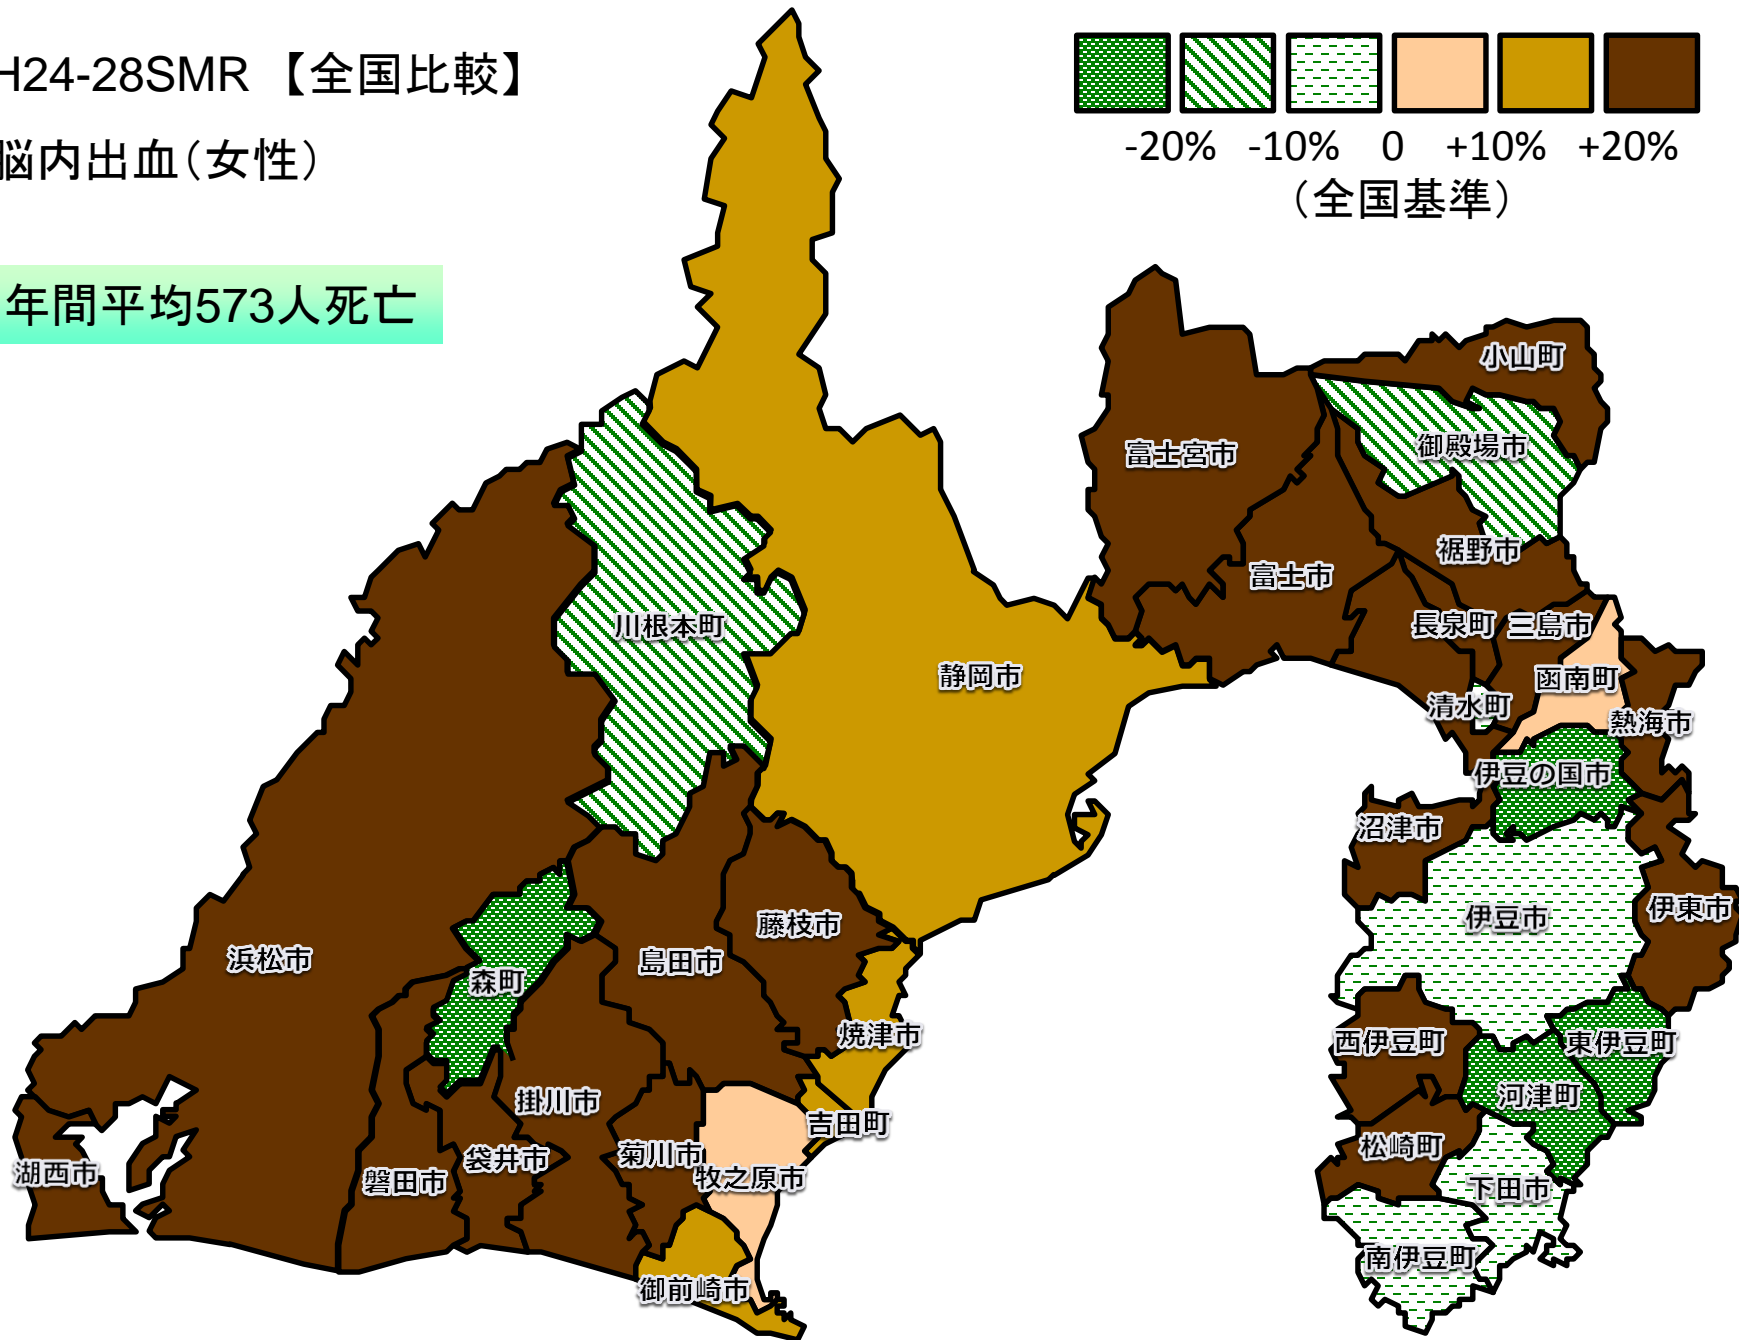 H24-28SMR 【全国比較】
脳内出血（女性）
年間平均573人死亡
-20% -10% 0 +10% +20%
（全国基準）
小山町
御殿場市
富士宮市
裾野市
富士市
川根本町
長泉町
三島市
静岡市
函南町
清水町
熱海市
伊豆の国市
沼津市
伊東市
伊豆市
藤枝市
島田市
浜松市
森町
焼津市
西伊豆町
東伊豆町
河津町
掛川市
吉田町
松崎町
菊川市
袋井市
湖西市
磐田市
牧之原市
下田市
南伊豆町
御前崎市